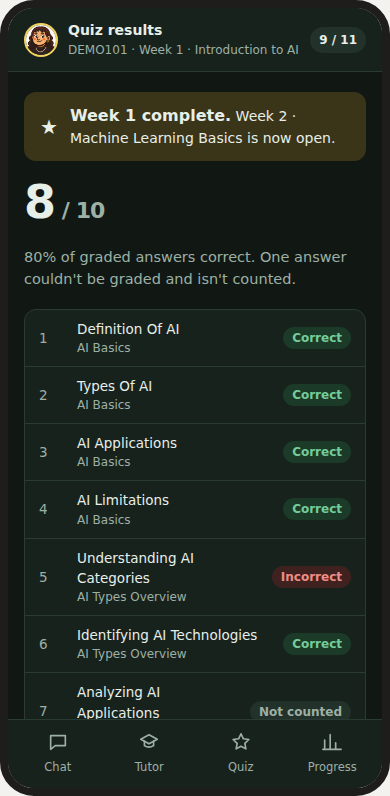 Quiz results
DEMO101 · Week 1 · Introduction to AI
9 / 11
Week 1 complete. Week 2 ·
Machine Learning Basics is now open.
8 / 10
80% of graded answers correct. One answer
couldn't be graded and isn't counted.
1
Definition Of AI
AI Basics
Correct
2
Types Of AI
AI Basics
Correct
3
AI Applications
AI Basics
Correct
4
AI Limitations
AI Basics
Correct
5
Understanding AI
Categories
AI Types Overview
Incorrect
6
Identifying AI Technologies
AI Types Overview
Correct
7
Analyzing AI
Applications
Not counted
Chat
Tutor
Quiz
Progress